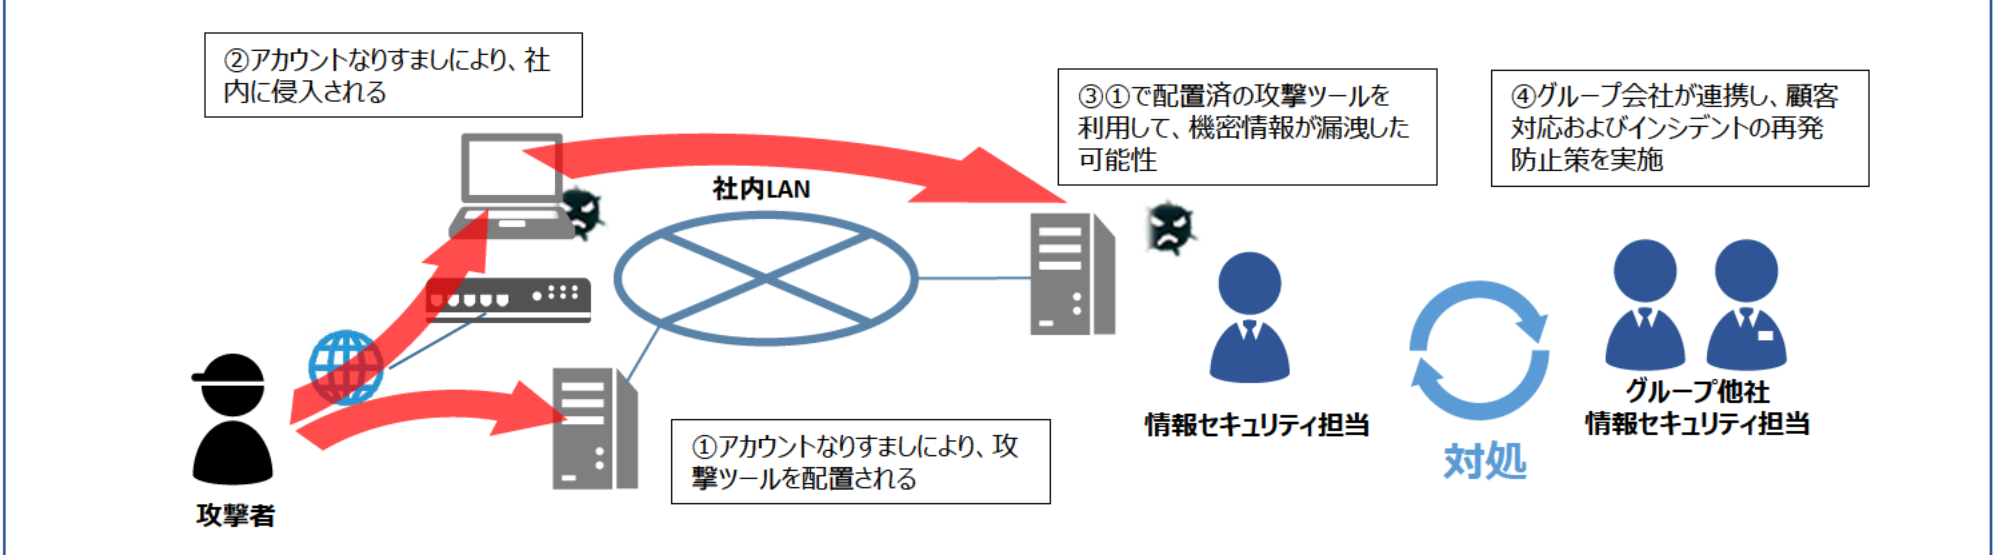 ②アカウントなりすましにより、社
内に侵入される
③①で配置済の攻撃ツールを
利用して、機密情報が漏洩した
可能性
④グループ会社が連携し、顧客
対応およびインシデントの再発
防止策を実施
社内LAN
①アカウントなりすましにより、攻
撃ツールを配置される
攻撃者
情報セキュリティ担当
対処
グループ他社
情報セキュリティ担当